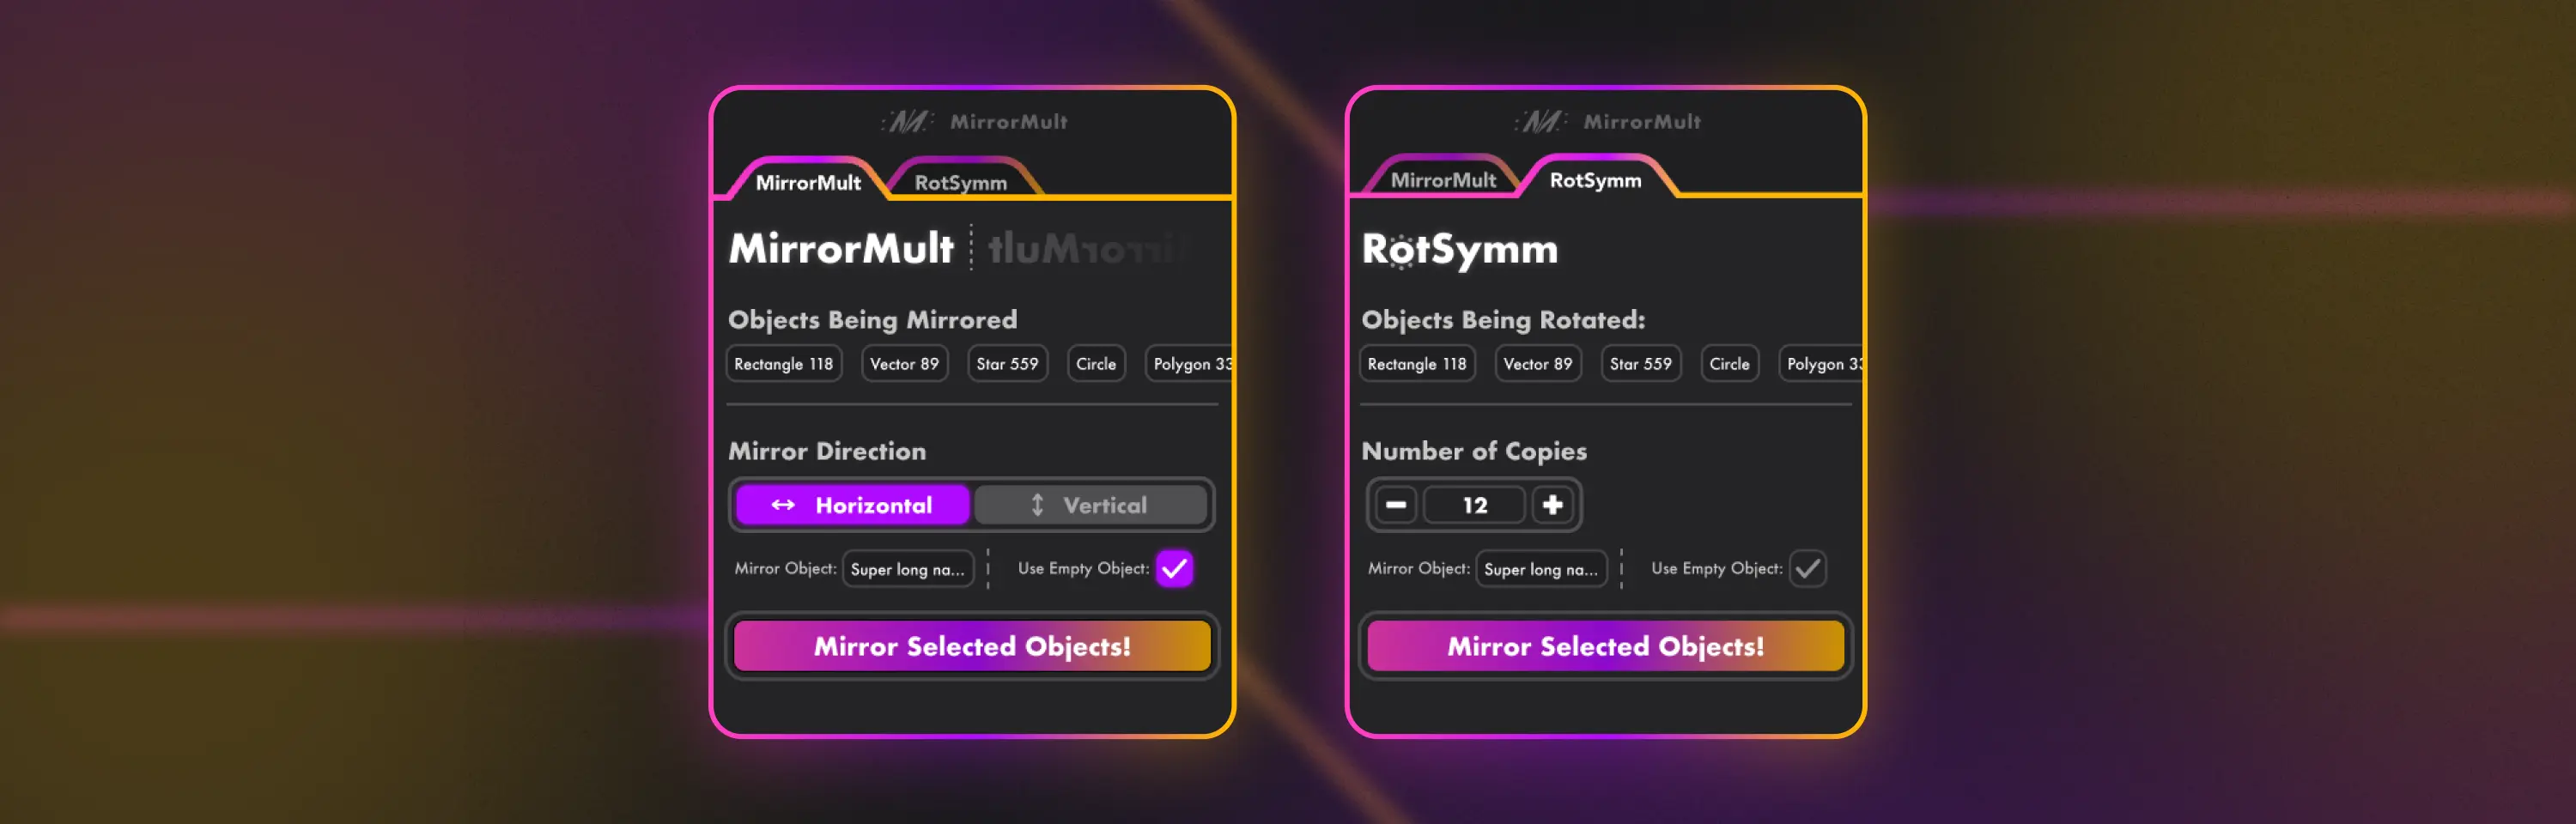 MirrorMult
MirrorMult RotSymm
MirrorMult
Objects Being Mirrored
Rectangle 118 Vector 89 Star 559 Circle Polygon 33
Mirror Direction
Horizontal Vertical
Mirror Object: Super long na... Use Empty Object:
Mirror Selected Objects!
MirrorMult
MirrorMult RotSymm
RotSymm
Objects Being Rotated:
Rectangle 118 Vector 89 Star 559 Circle Polygon 33
Number of Copies
12
Mirror Object: Super long na... Use Empty Object:
Mirror Selected Objects!